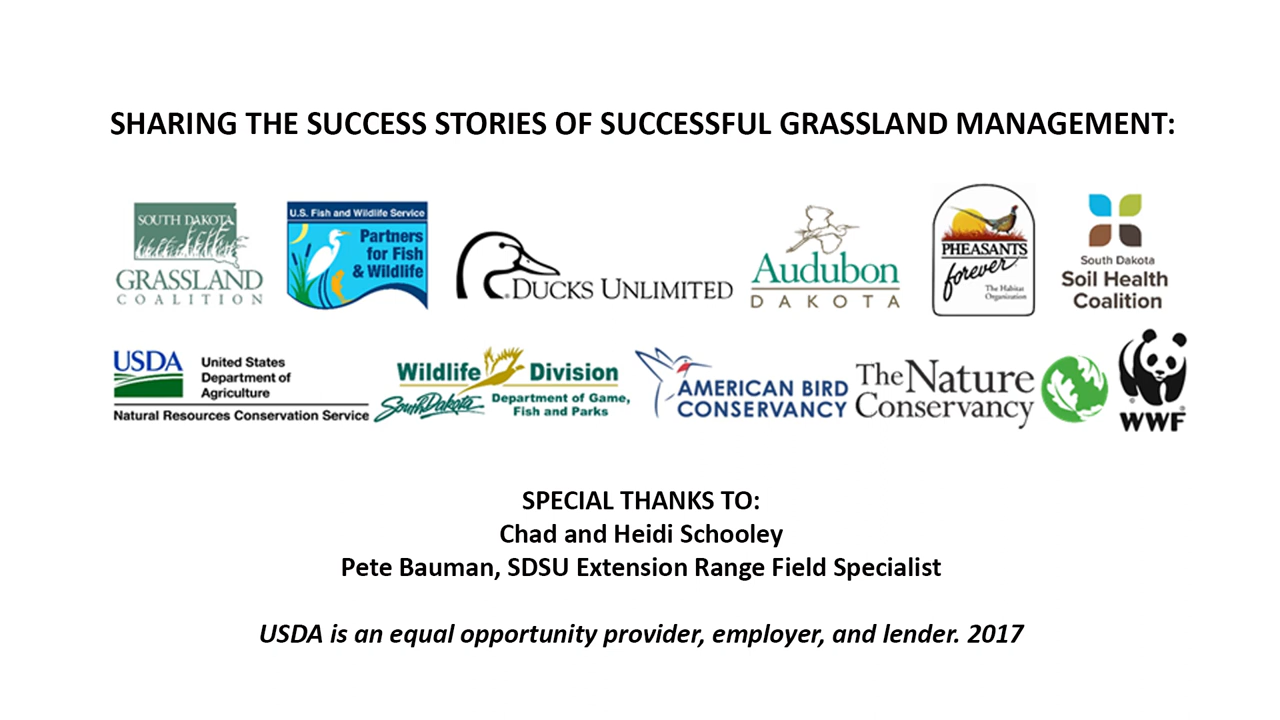 SHARING THE SUCCESS STORIES OF SUCCESSFUL GRASSLAND MANAGEMENT:
SOUTH DAKOTA
GRASSLAND
COALITION
U.S. Fish and Wildlife Service
Partners
for Fish
& Wildlife
DUCKS UNLIMITED
Audubon
DAKOTA
PHEASANTS
forever
The Habitat
Organization
South Dakota
Soil Health
Coalition
USDA
United States
Department of
Agriculture
Natural Resources Conservation Service
Wildlife Division
South Dakota
Department of Game,
Fish and Parks
AMERICAN BIRD
CONSERVANCY
The Nature
Conservancy
WWF
SPECIAL THANKS TO:
Chad and Heidi Schooley
Pete Bauman, SDSU Extension Range Field Specialist
USDA is an equal opportunity provider, employer, and lender. 2017